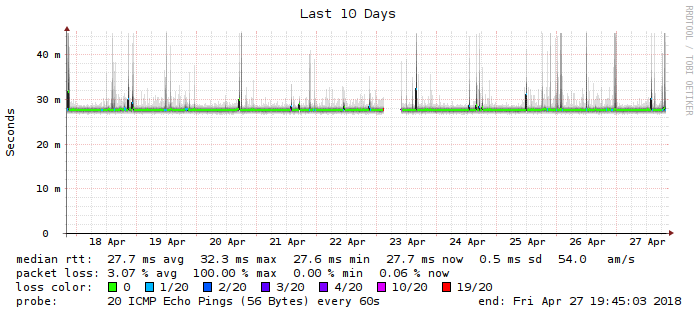 Last 10 Days
RRDTOOL / TOBI OETIKER
Seconds
40 m
30 m
20 m
10 m
0
18 Apr 19 Apr 20 Apr 21 Apr 22 Apr 23 Apr 24 Apr 25 Apr 26 Apr 27 Apr
median rtt: 27.7 ms avg 32.3 ms max 27.6 ms min 27.7 ms now 0.5 ms sd 54.0 am/s
packet loss: 3.07 % avg 100.00 % max 0.00 % min 0.06 % now
loss color: 0 1/20 2/20 3/20 4/20 10/20 19/20
probe: 20 ICMP Echo Pings (56 Bytes) every 60s end: Fri Apr 27 19:45:03 2018